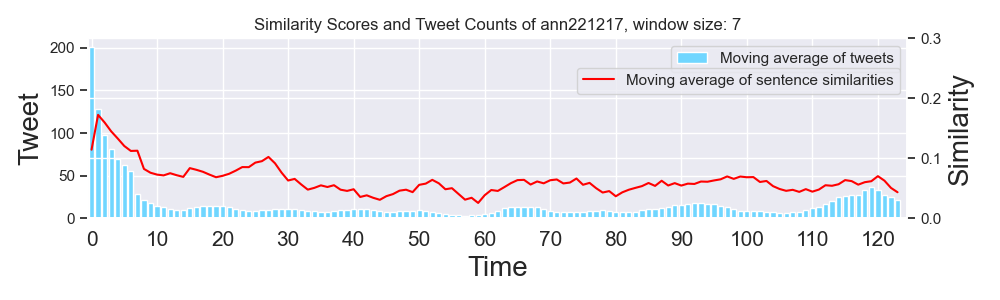 Similarity Scores and Tweet Counts of ann221217, window size: 7
Tweet
200
150
100
50
0
Moving average of tweets
Moving average of sentence similarities
0.3
0.2
0.1
0.0
Similarity
0 10 20 30 40 50 60 70 80 90 100 110 120
Time